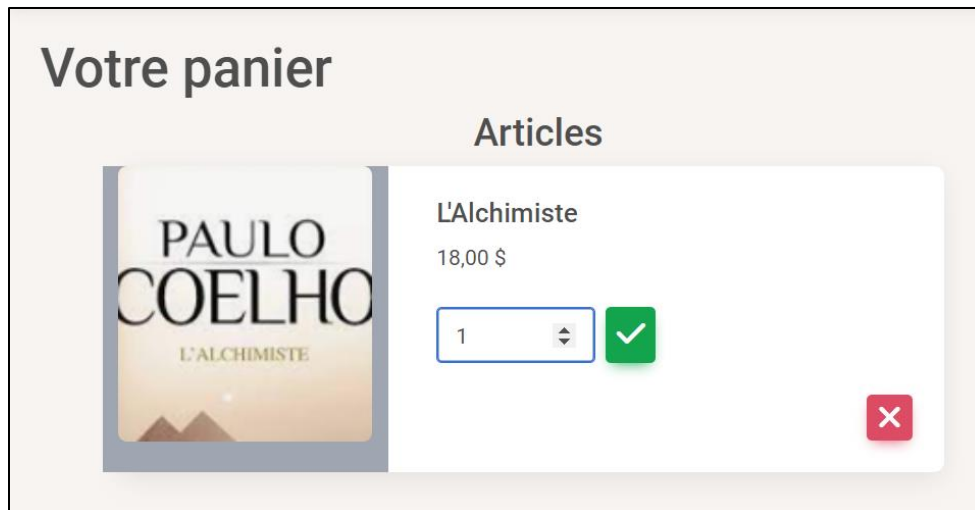 Votre panier
Articles
PAULO
COELHO
L'ALCHIMISTE
L'Alchimiste
18,00 $
1